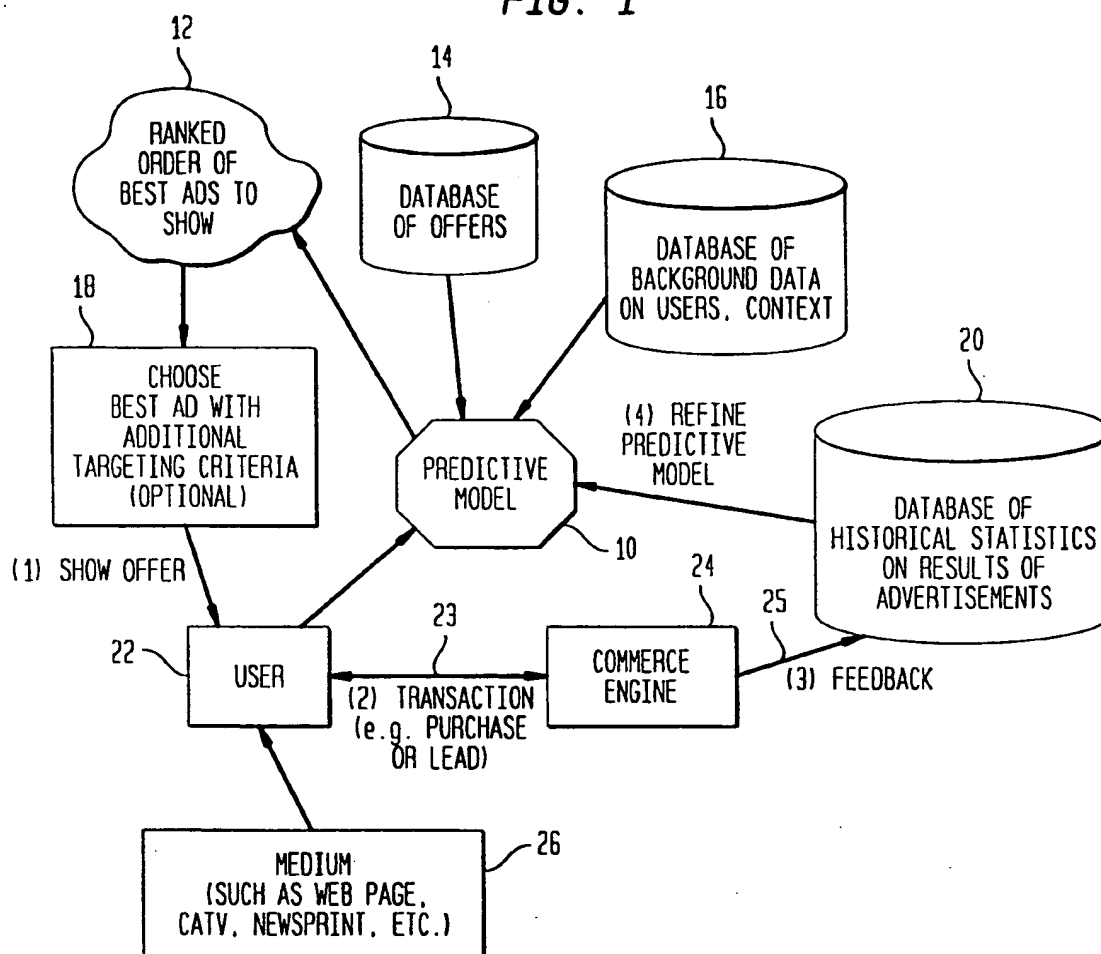 FIG. 1
12
14
16
RANKED
ORDER OF
BEST ADS TO
SHOW
DATABASE
OF OFFERS
DATABASE OF
BACKGROUND DATA
ON USERS, CONTEXT
18
CHOOSE
BEST AD WITH
ADDITIONAL
TARGETING CRITERIA
(OPTIONAL)
PREDICTIVE
MODEL
10
(4) REFINE
PREDICTIVE
MODEL
20
DATABASE OF
HISTORICAL STATISTICS
ON RESULTS OF
ADVERTISEMENTS
(1) SHOW OFFER
22
USER
23
(2) TRANSACTION
(e.g. PURCHASE
OR LEAD)
24
COMMERCE
ENGINE
25
(3) FEEDBACK
MEDIUM
(SUCH AS WEB PAGE,
CATV, NEWSPRINT, ETC.)
26